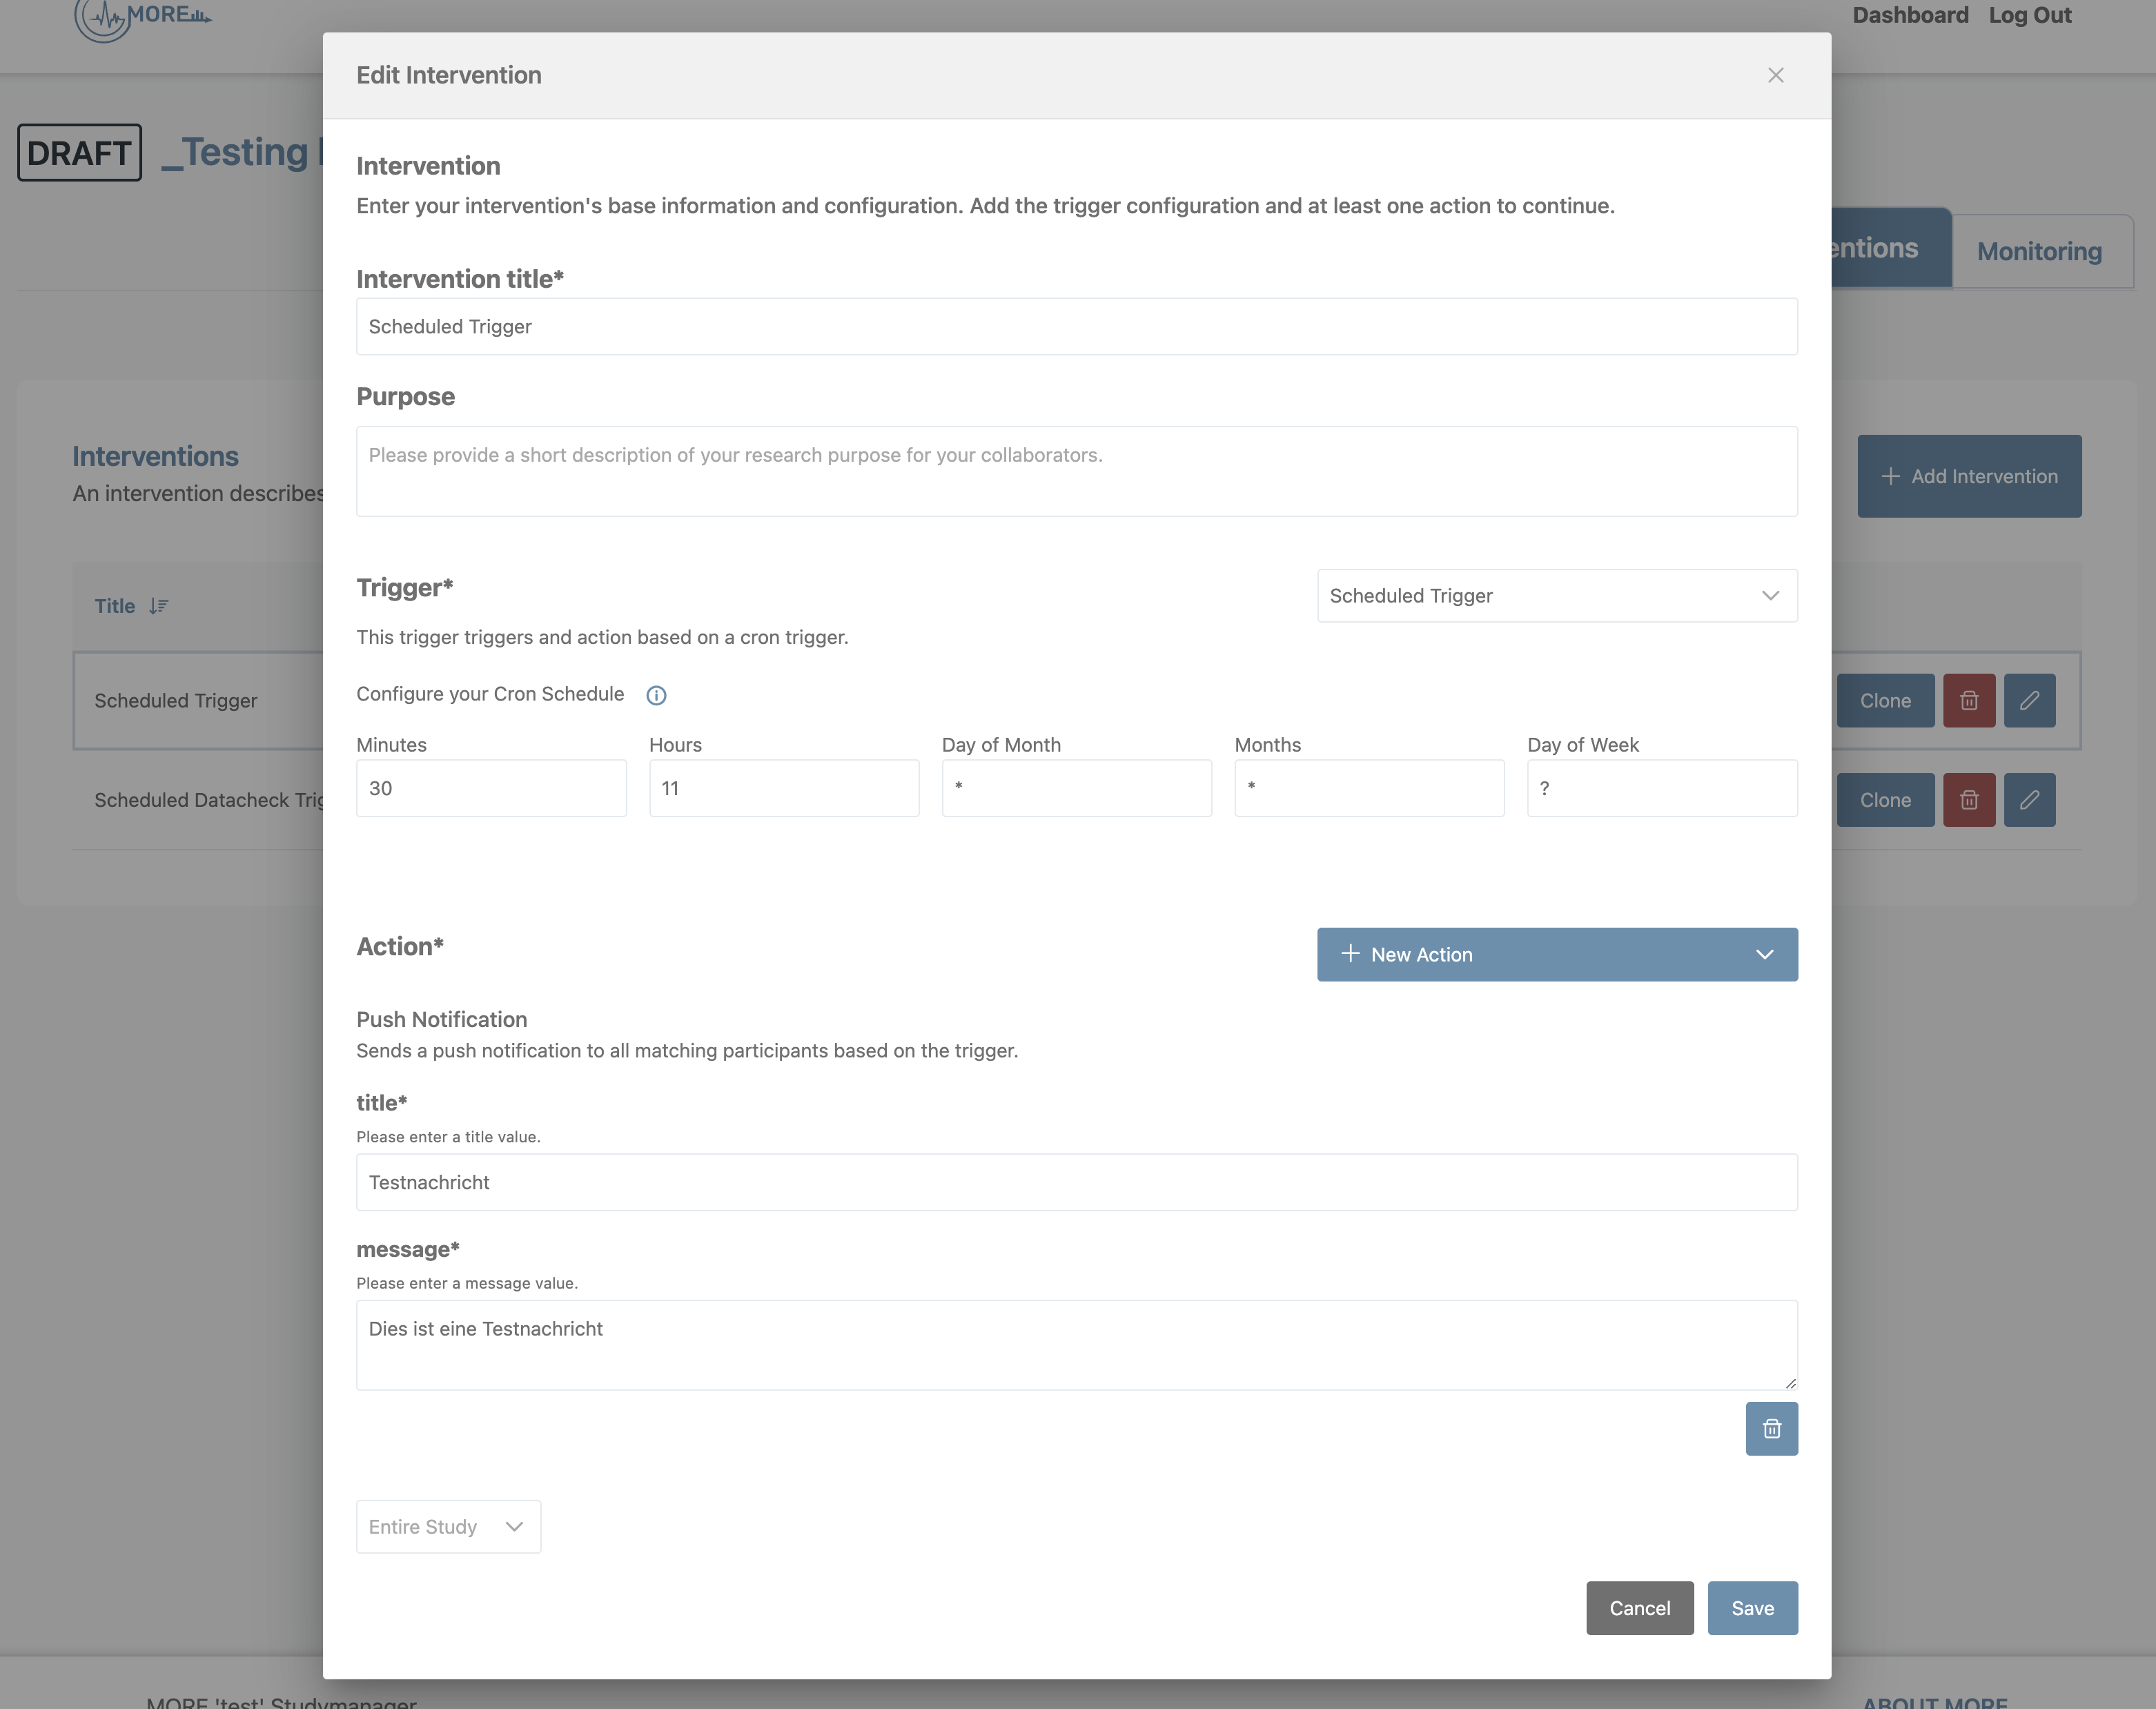 MORE
Dashboard Log Out
Edit Intervention
DRAFT _Testing
Intervention
Enter your intervention's base information and configuration. Add the trigger configuration and at least one action to continue.
Monitoring
Intervention title*
Scheduled Trigger
Purpose
Please provide a short description of your research purpose for your collaborators.
Interventions
An intervention describes
+ Add Intervention
Trigger*
Scheduled Trigger
Title
This trigger triggers and action based on a cron trigger.
Configure your Cron Schedule
Scheduled Trigger
Clone
Minutes Hours Day of Month Months Day of Week
30 11 * * ?
Scheduled Datacheck
Clone
Action*
+ New Action
Push Notification
Sends a push notification to all matching participants based on the trigger.
title*
Please enter a title value.
Testnachricht
message*
Please enter a message value.
Dies ist eine Testnachricht
Entire Study
Cancel Save
MORE 'test' Studymanager
ABOUT MORE